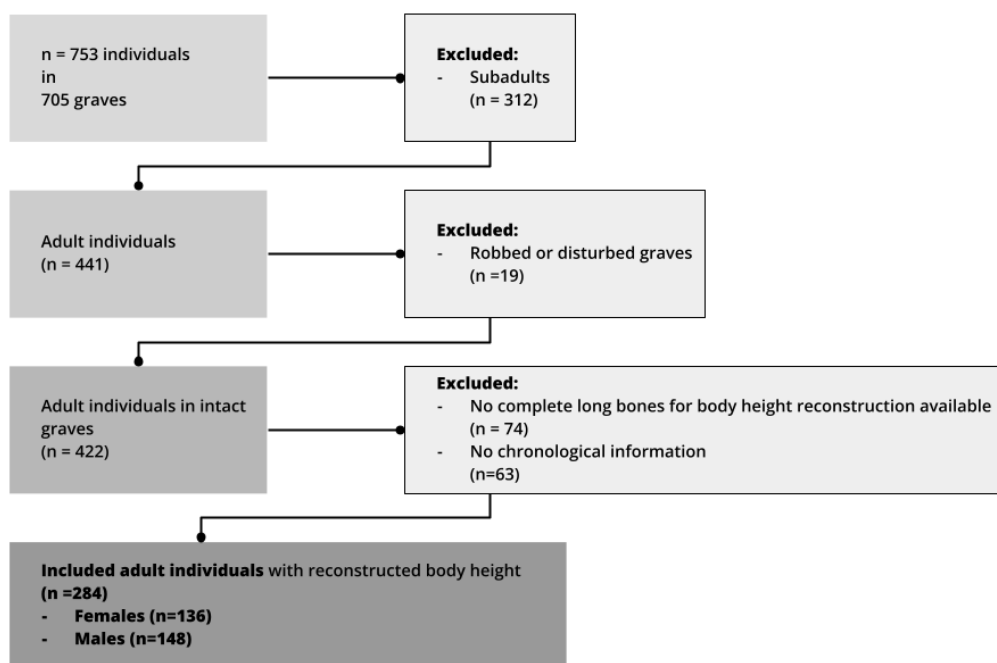 n = 753 individuals
in
705 graves
Excluded:
- Subadults
(n = 312)
Adult individuals
(n = 441)
Excluded:
- Robbed or disturbed graves
(n =19)
Adult individuals in intact
graves
(n = 422)
Excluded:
- No complete long bones for body height reconstruction available
(n = 74)
- No chronological information
(n=63)
Included adult individuals with reconstructed body height
(n =284)
- Females (n=136)
- Males (n=148)